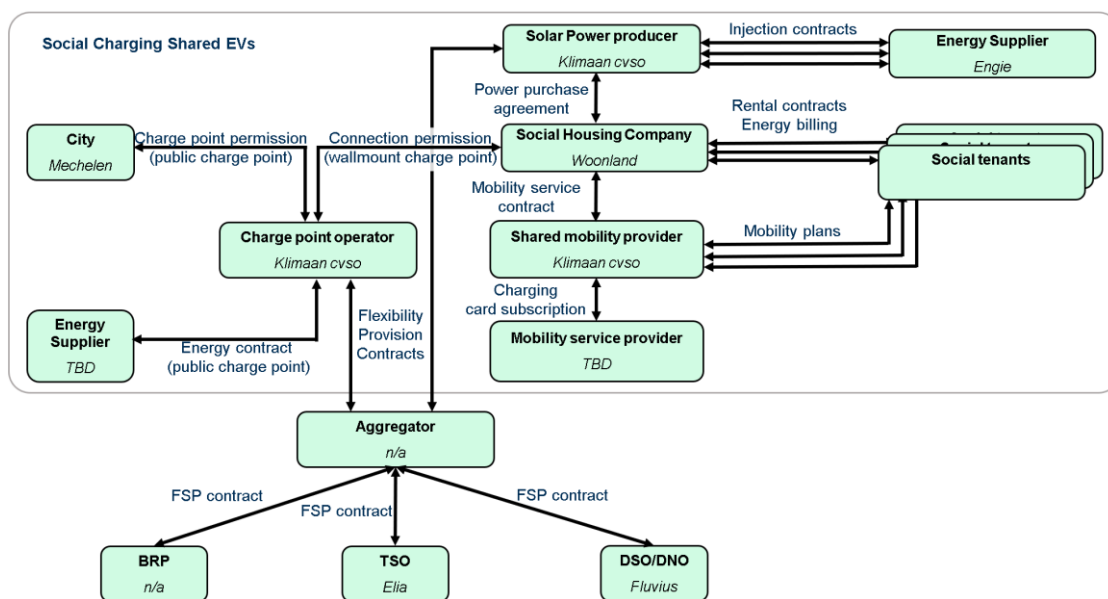 Social Charging Shared EVs
Solar Power producer
Klimaan cvso
Injection contracts
Energy Supplier
Engie
Power purchase
agreement
City
Mechelen
Charge point permission
(public charge point)
Connection permission
(wallmount charge point)
Social Housing Company
Woonland
Rental contracts
Energy billing
Social tenants
Mobility service
contract
Charge point operator
Klimaan cvso
Shared mobility provider
Klimaan cvso
Mobility plans
Charging
card subscription
Energy
Supplier
TBD
Energy contract
(public charge point)
Flexibility
Provision
Contracts
Mobility service provider
TBD
Aggregator
n/a
FSP contract
FSP contract
FSP contract
BRP
n/a
TSO
Elia
DSO/DNO
Fluvius